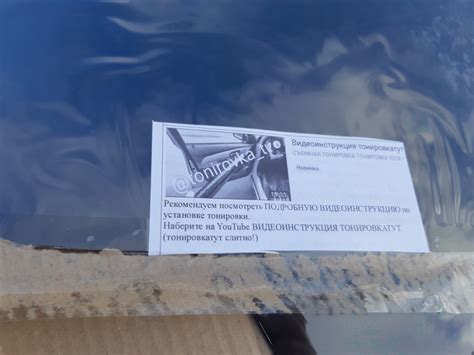 Видеоинструкция тонировкатут
СЪЕМНАЯ ТОНИРОВКА ТОНИРОВКА
Новинка
@tonirovka_t
Рекомендуем посмотреть ПОДРОБНУЮ ВИДЕОИНСТРУКЦИЮ по
установке тонировки.
Наберите на YouTube ВИДЕОИНСТРУКЦИЯ ТОНИРОВКАТУТ
(тонировкатут слитно!)